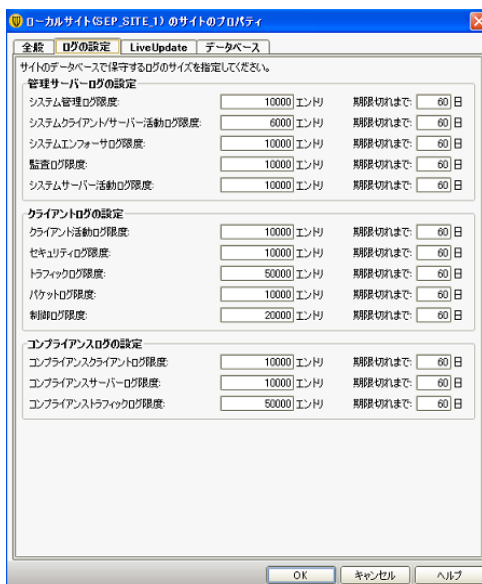 ローカルサイト(SEP_SITE_1) のサイトのプロパティ
全般 ログの設定 LiveUpdate データベース
サイトのデータベースで保守するログのサイズを指定してください。
管理サーバーログの設定
システム管理ログ限度: 10000 エントリ 期限切れまで: 60 日
システムクライアント/サーバー活動ログ限度: 6000 エントリ 期限切れまで: 60 日
システムエンフォーサログ限度: 10000 エントリ 期限切れまで: 60 日
監査ログ限度: 10000 エントリ 期限切れまで: 60 日
システムサーバー活動ログ限度: 10000 エントリ 期限切れまで: 60 日
クライアントログの設定
クライアント活動ログ限度: 10000 エントリ 期限切れまで: 60 日
セキュリティログ限度: 10000 エントリ 期限切れまで: 60 日
トラフィックログ限度: 50000 エントリ 期限切れまで: 60 日
パケットログ限度: 10000 エントリ 期限切れまで: 60 日
制御ログ限度: 20000 エントリ 期限切れまで: 60 日
コンプライアンスログの設定
コンプライアンスクライアントログ限度: 10000 エントリ 期限切れまで: 60 日
コンプライアンスサーバーログ限度: 10000 エントリ 期限切れまで: 60 日
コンプライアンストラフィックログ限度: 50000 エントリ 期限切れまで: 60 日
OK キャンセル ヘルプ